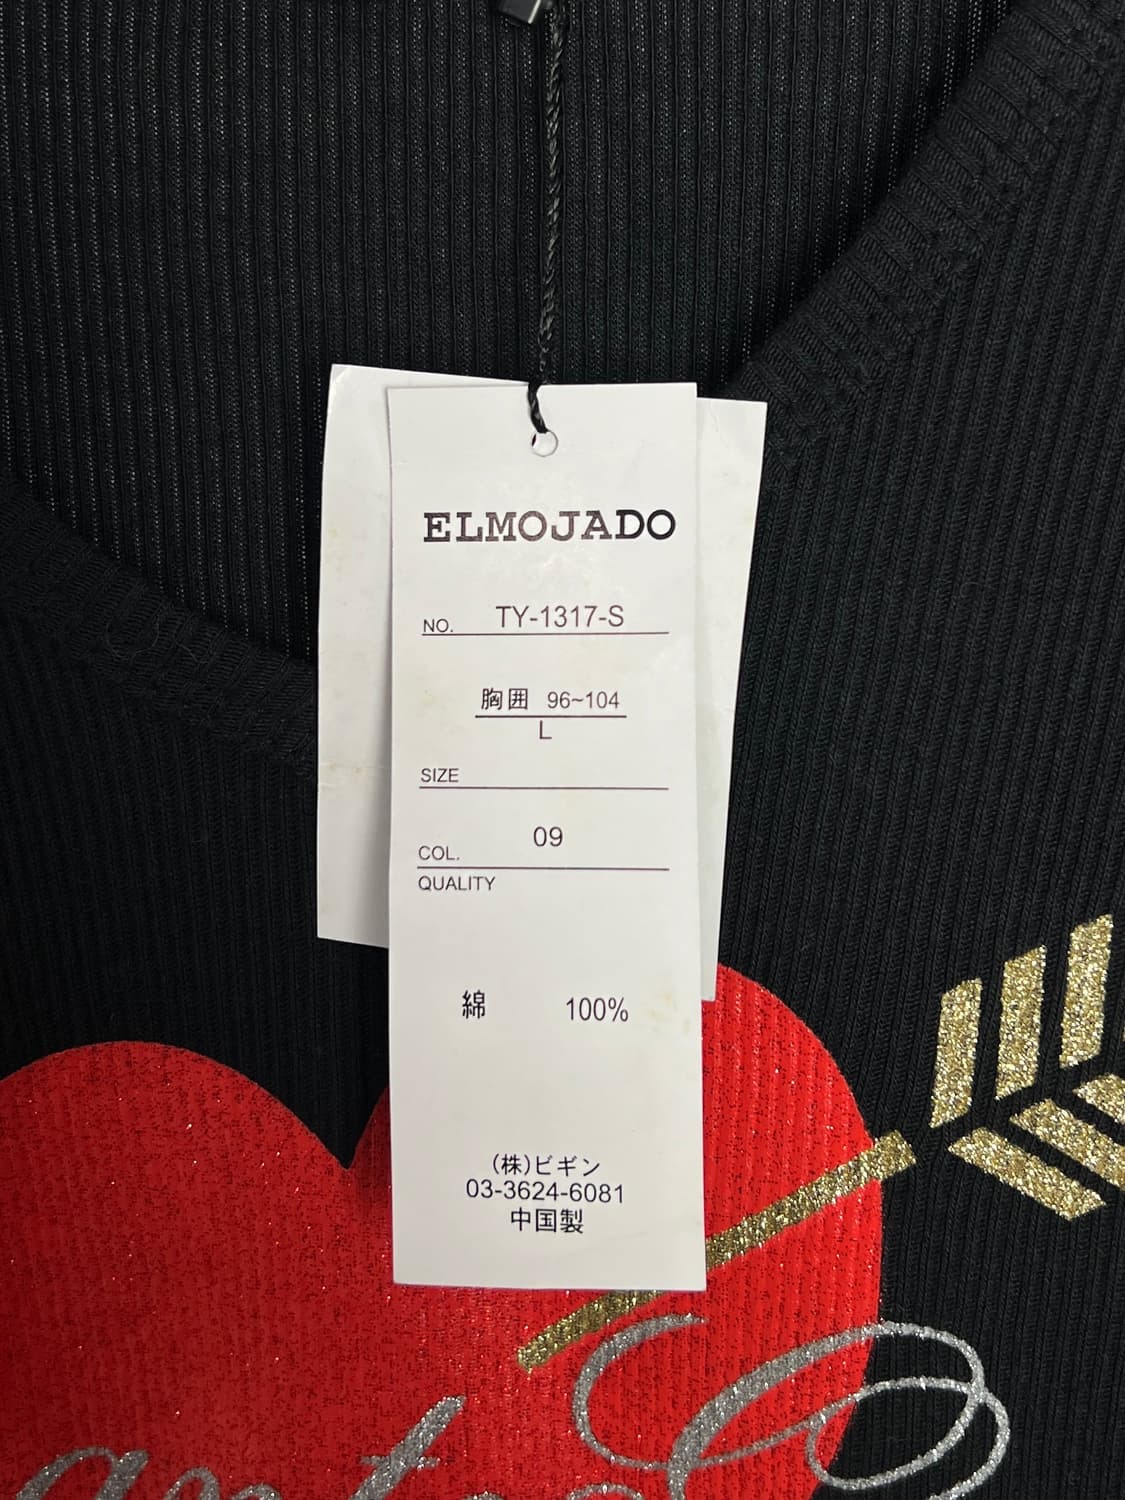 ELMOJADO
NO. TY-1317-S
胸囲 96~104
L
SIZE
COL. 09
QUALITY
綿 100%
(株)ビギン
03-3624-6081
中国製